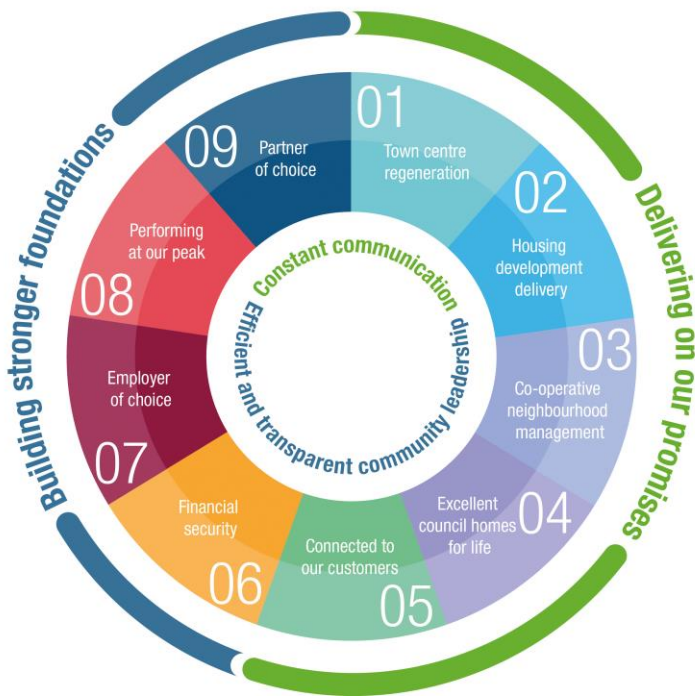 Building stronger foundations
Delivering on our promises
01
Town centre
regeneration
02
Housing
development
delivery
03
Co-operative
neighbourhood
management
04
Excellent
council homes
for life
05
Connected to
our customers
06
Financial
security
07
Employer
of choice
08
Performing
at our peak
09
Partner
of choice
Constant communication
Efficient and transparent community leadership